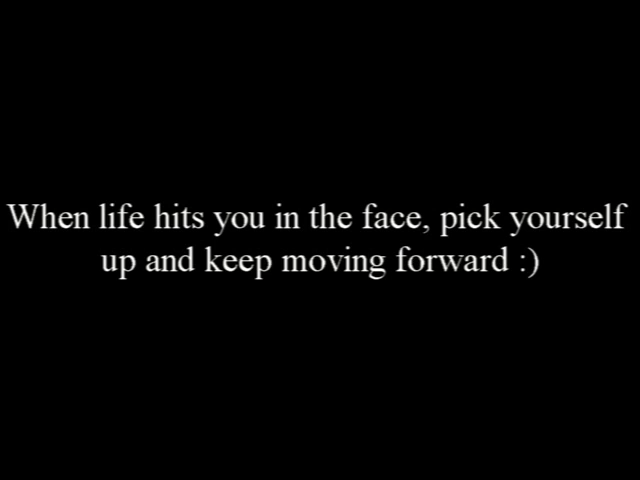 When life hits you in the face, pick yourself
up and keep moving forward :)